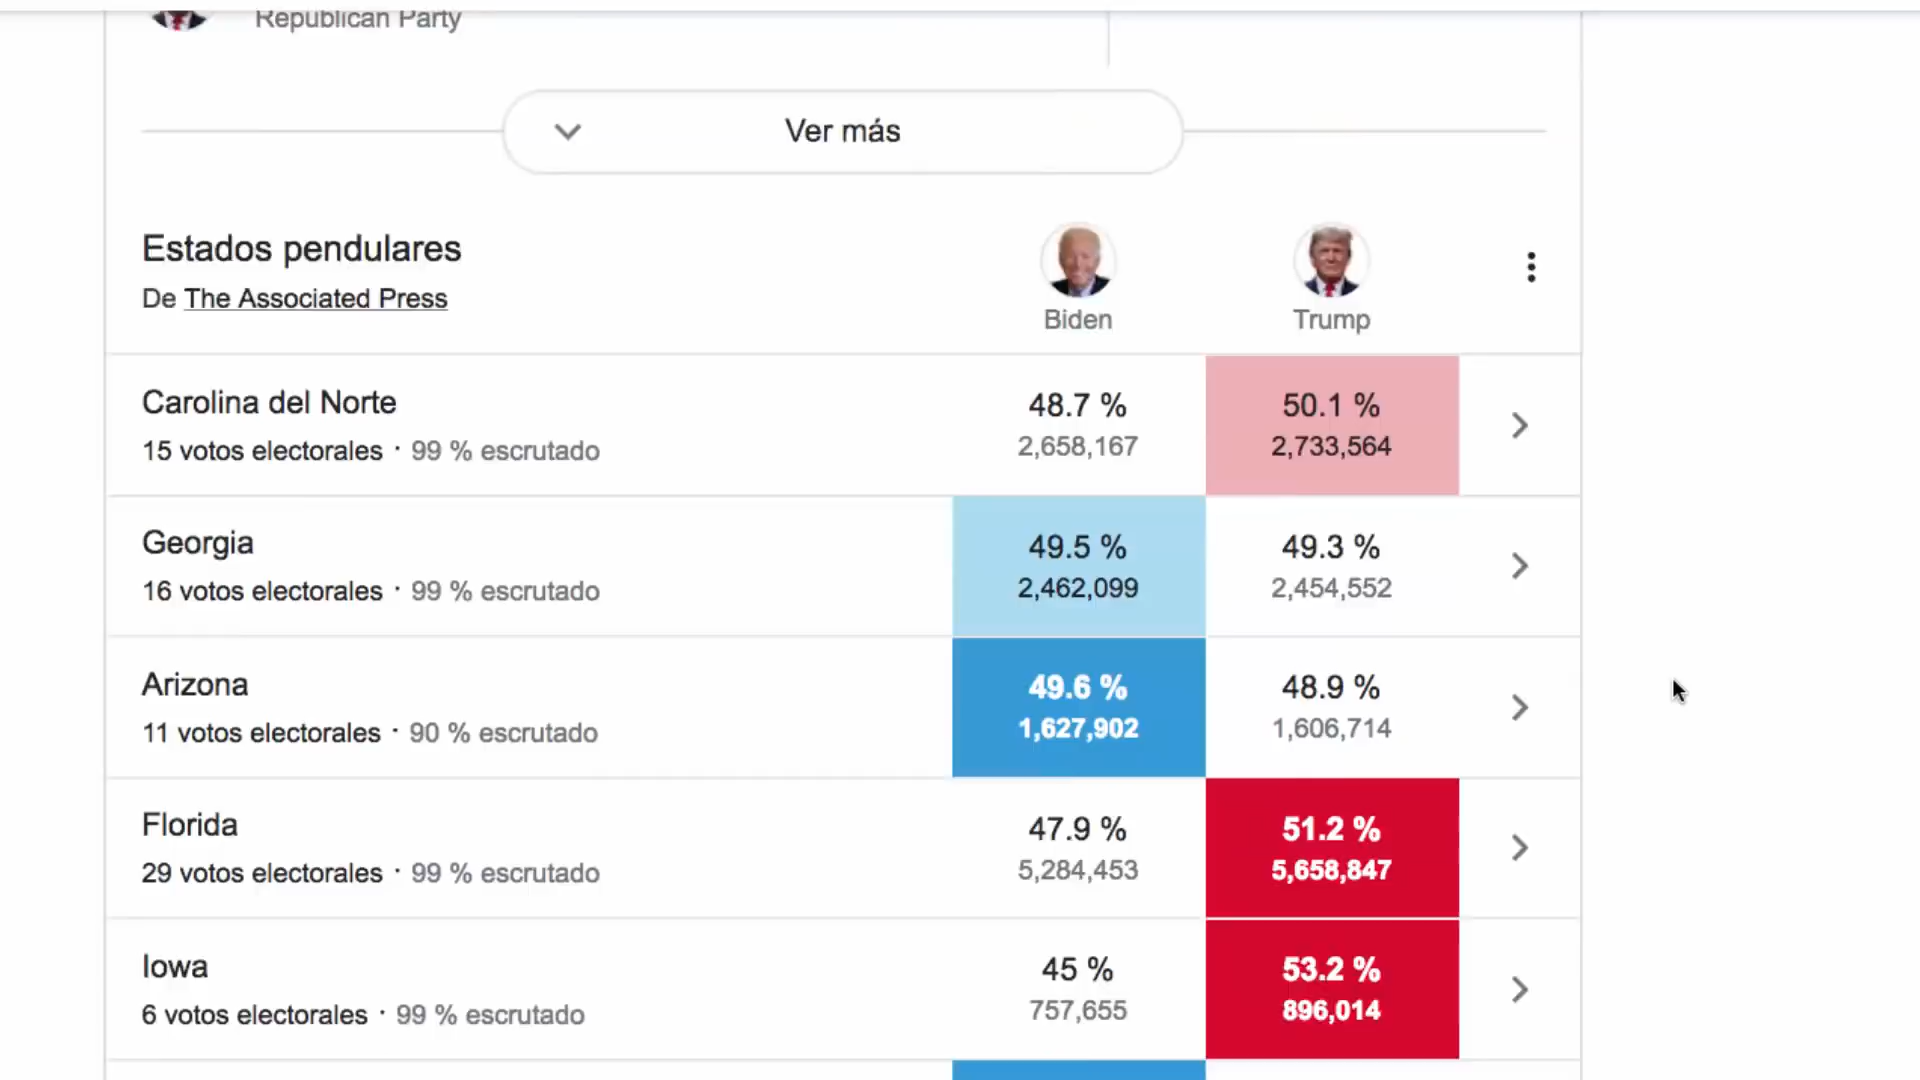 Republican Party
Ver más
Estados pendulares
De The Associated Press
Biden
Trump
Carolina del Norte
15 votos electorales · 99 % escrutado
48.7 %
2,658,167
50.1 %
2,733,564
Georgia
16 votos electorales · 99 % escrutado
49.5 %
2,462,099
49.3 %
2,454,552
Arizona
11 votos electorales · 90 % escrutado
49.6 %
1,627,902
48.9 %
1,606,714
Florida
29 votos electorales · 99 % escrutado
47.9 %
5,284,453
51.2 %
5,658,847
Iowa
6 votos electorales · 99 % escrutado
45 %
757,655
53.2 %
896,014